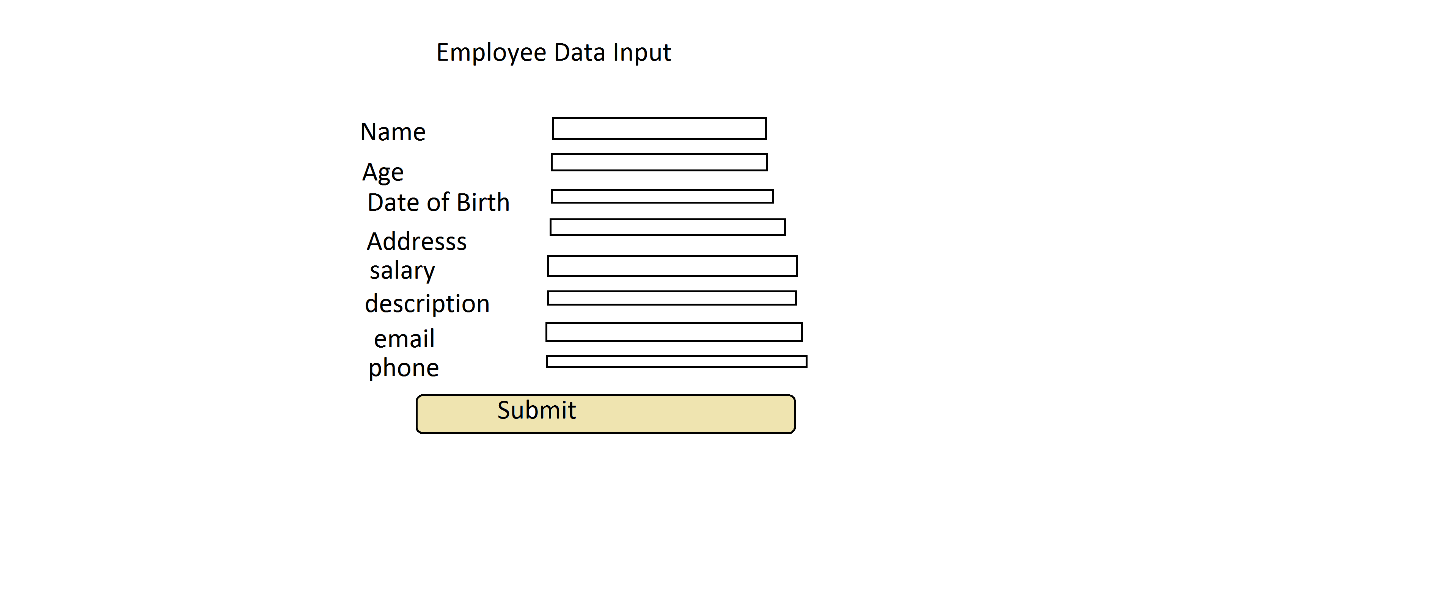 Employee Data Input
Name
Age
Date of Birth
Addresss
salary
description
email
phone
Submit